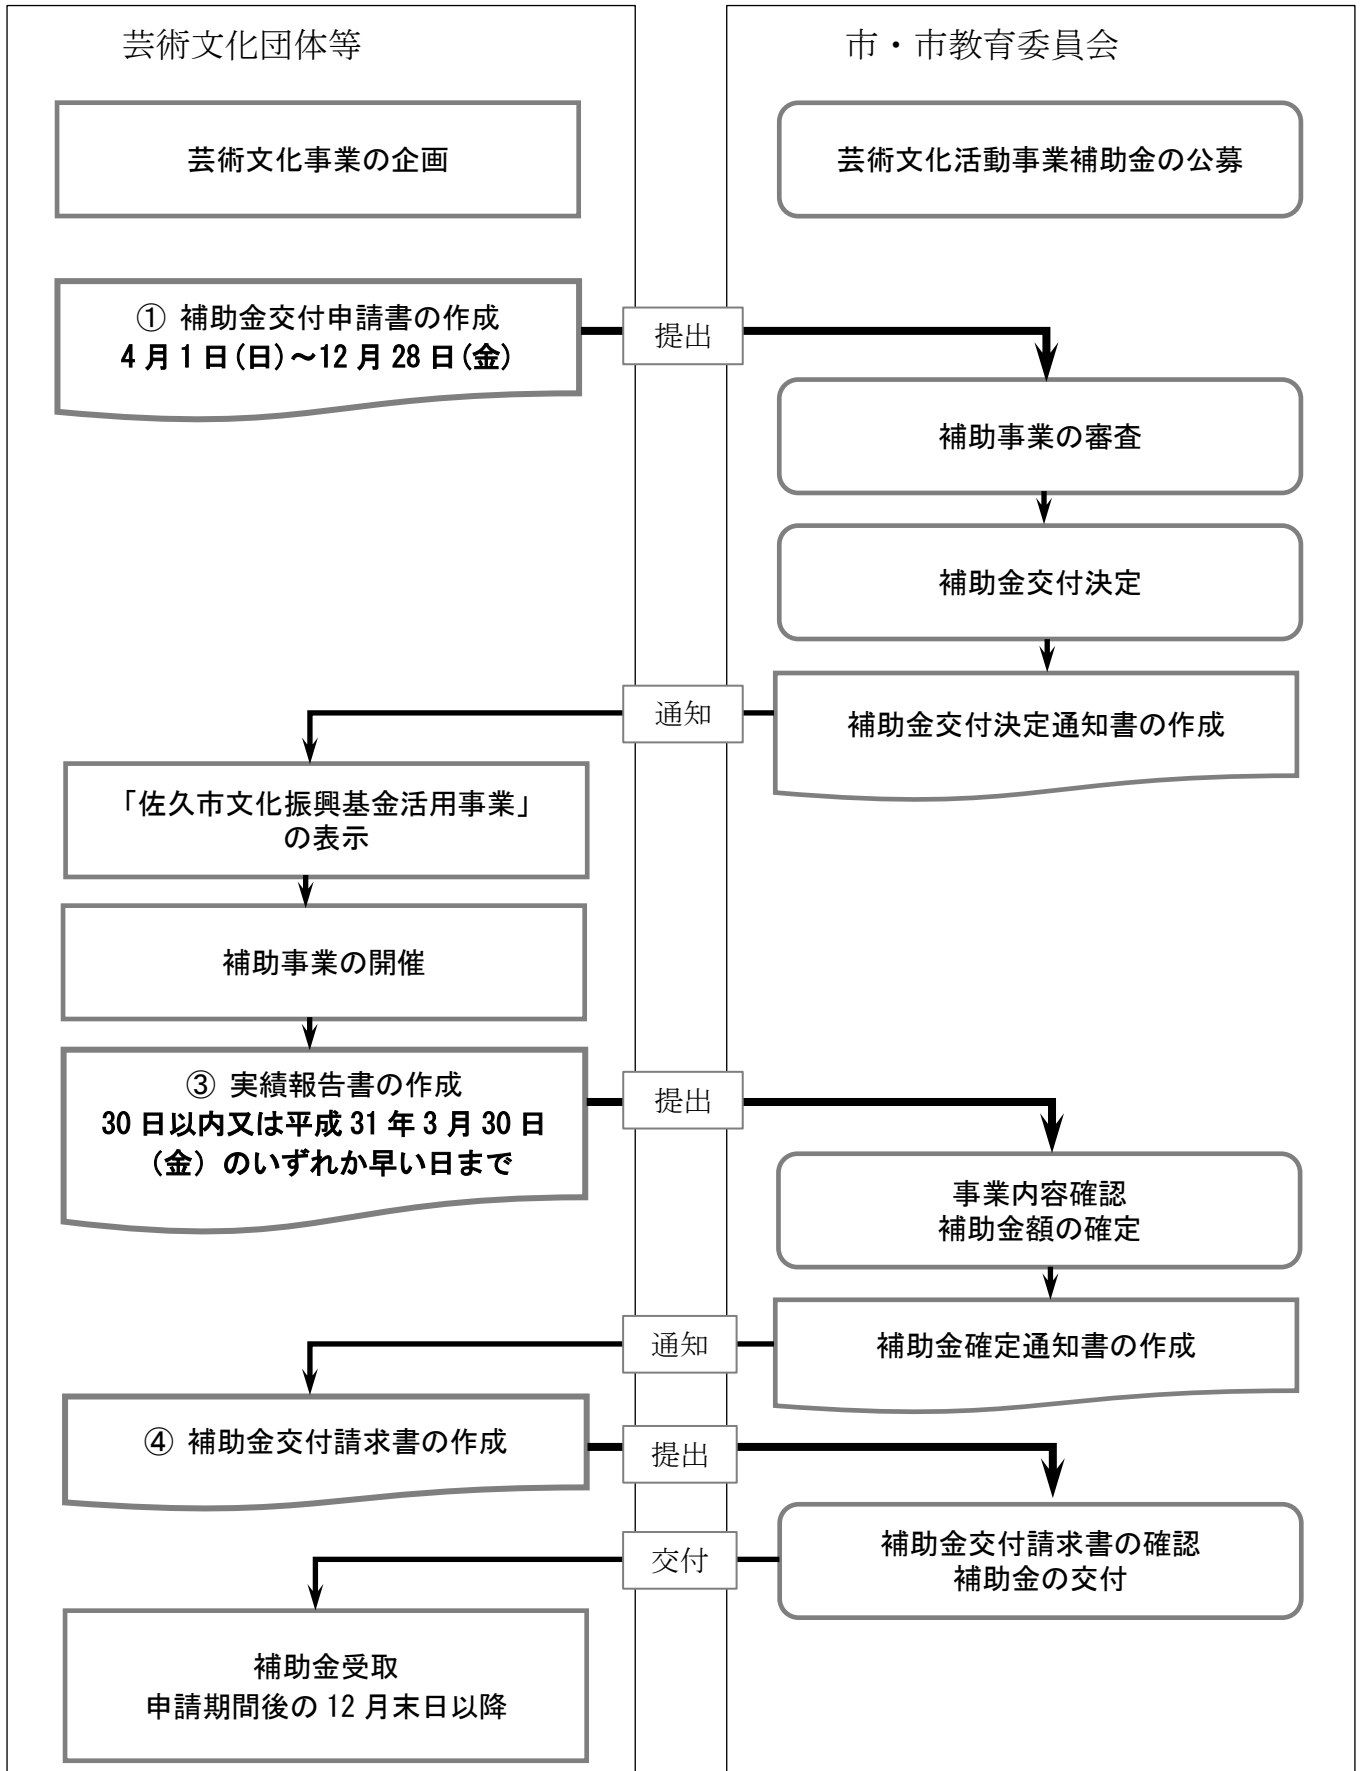 芸術文化団体等
市・市教育委員会
芸術文化事業の企画
芸術文化活動事業補助金の公募
① 補助金交付申請書の作成
4月1日(日)～12月28日(金)
提出
補助事業の審査
補助金交付決定
通知
補助金交付決定通知書の作成
「佐久市文化振興基金活用事業」
の表示
補助事業の開催
③ 実績報告書の作成
30日以内又は平成31年3月30日
（金）のいずれか早い日まで
提出
事業内容確認
補助金額の確定
通知
補助金確定通知書の作成
④ 補助金交付請求書の作成
提出
補助金交付請求書の確認
補助金の交付
交付
補助金受取
申請期間後の12月末日以降